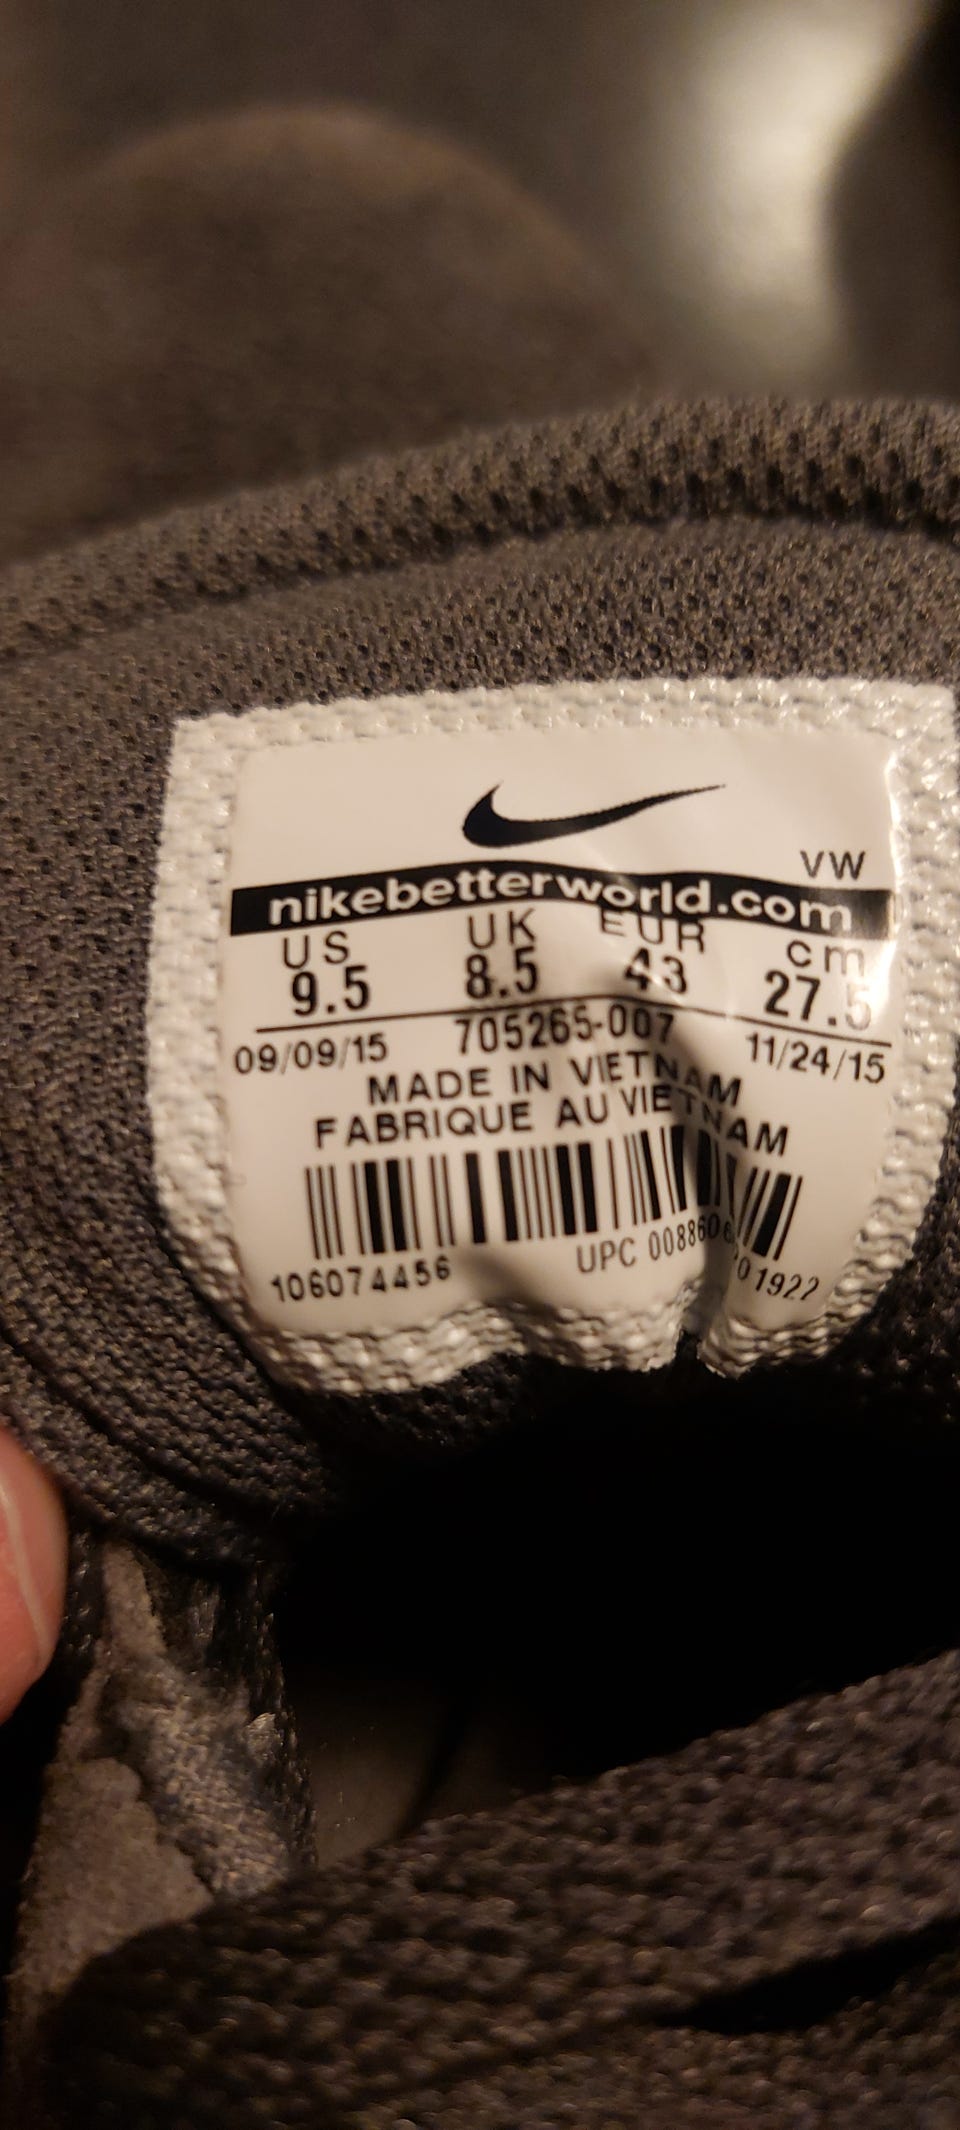 VW
nikebetterworld.com
US UK EUR cm
9.5 8.5 43 27.5
09/09/15 705265-007 11/24/15
MADE IN VIETNAM
FABRIQUE AU VIETNAM
106074456 UPC